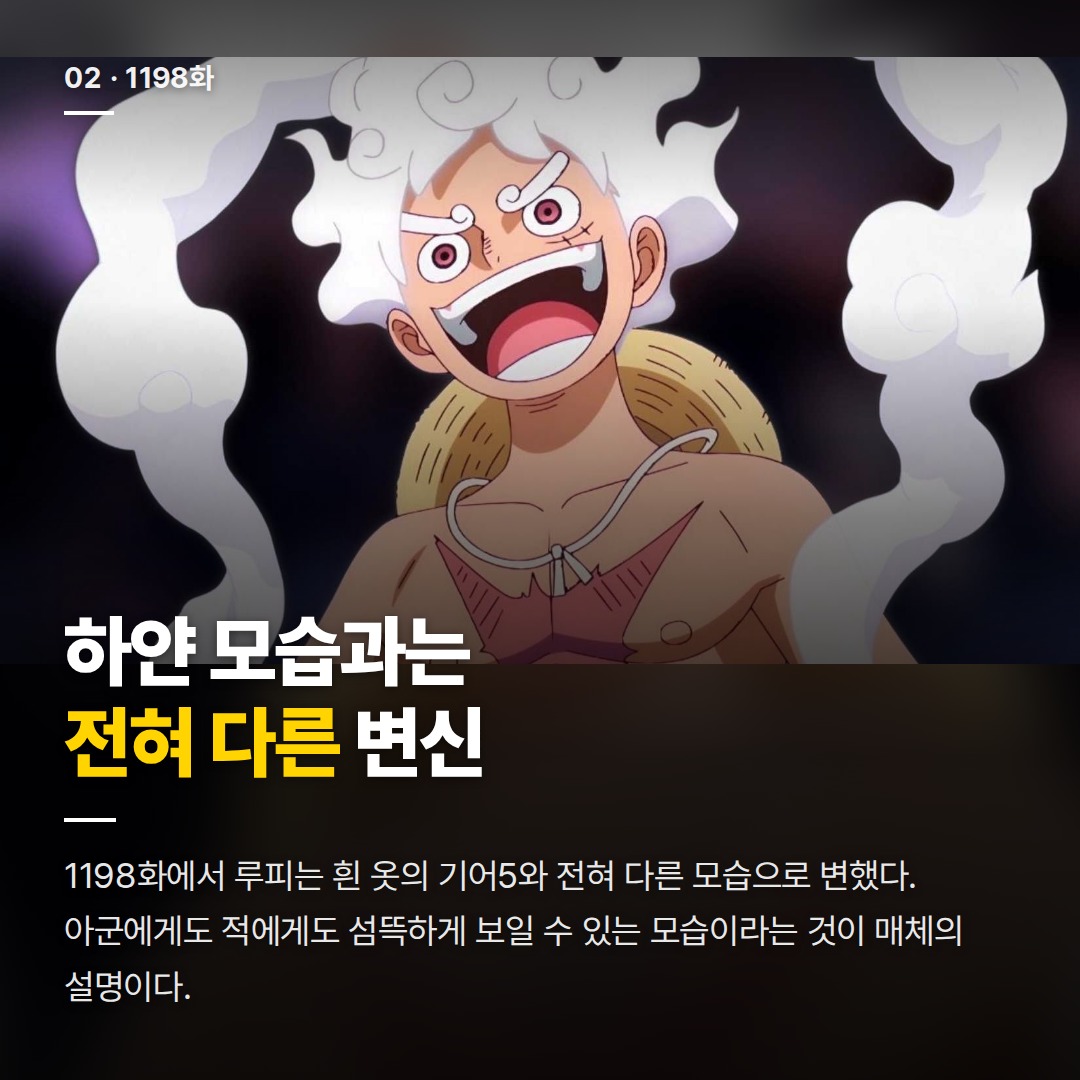 02 · 1198화
하얀 모습과는
전혀 다른 변신
1198화에서 루피는 흰 옷의 기어5와 전혀 다른 모습으로 변했다.
아군에게도 적에게도 섬뜩하게 보일 수 있는 모습이라는 것이 매체의
설명이다.